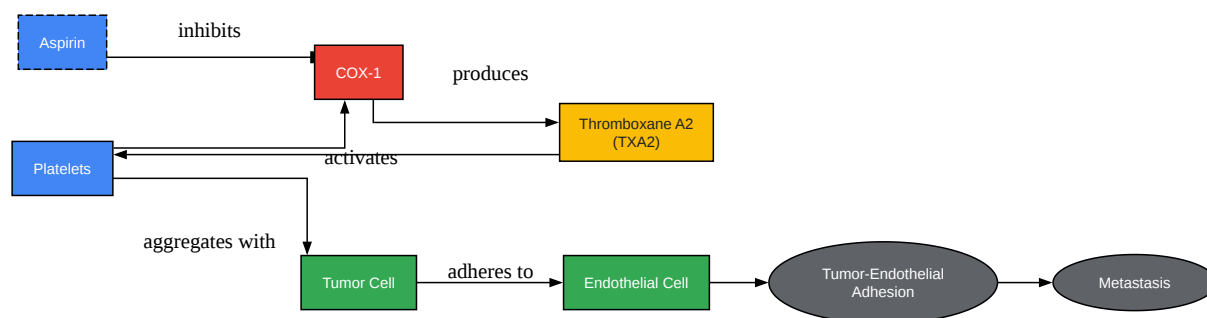 inhibits
Aspirin
COX-1
produces
Thromboxane A2
(TXA2)
activates
Platelets
aggregates with
adheres to
Tumor Cell
Endothelial Cell
Tumor-Endothelial
Adhesion
Metastasis